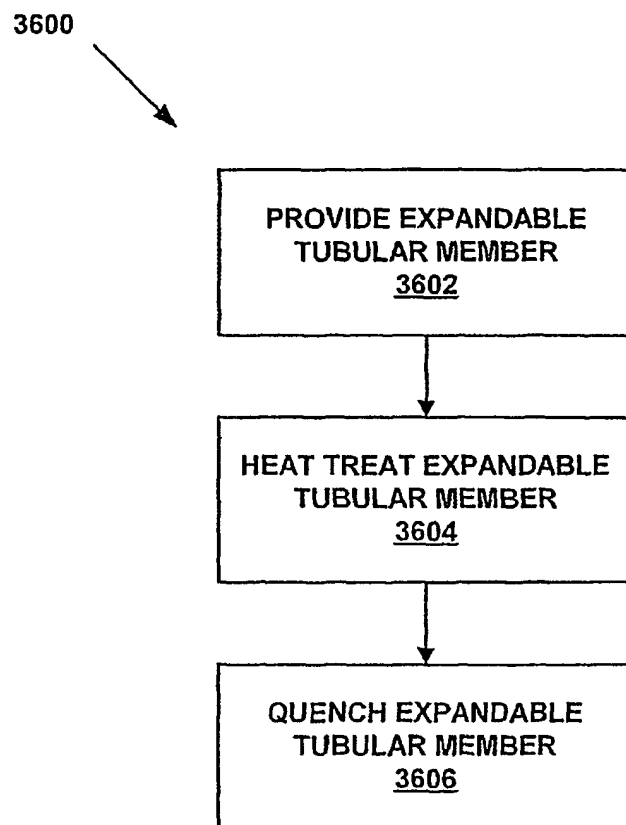 3600
PROVIDE EXPANDABLE
TUBULAR MEMBER
3602
HEAT TREAT EXPANDABLE
TUBULAR MEMBER
3604
QUENCH EXPANDABLE
TUBULAR MEMBER
3606